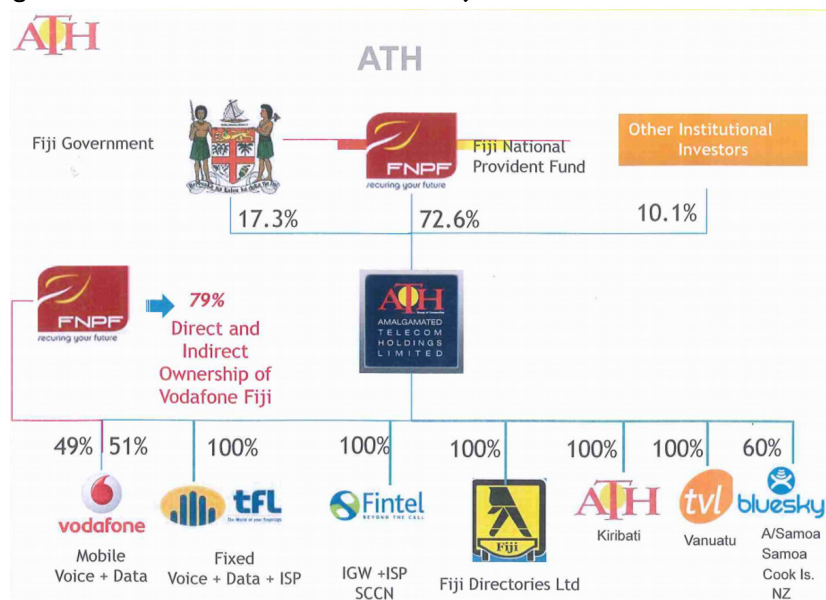 ATH
ATH
Fiji Government
FNPF
securing your future
Fiji National
Provident Fund
Other Institutional
Investors
17.3%
72.6%
10.1%
FNPF
securing your future
79%
Direct and
Indirect
Ownership of
Vodafone Fiji
ATH
AMALGAMATED
TELECOM
HOLDINGS
LIMITED
49%
51%
100%
100%
100%
100%
100%
60%
vodafone
Mobile
Voice + Data
tfl
Fixed
Voice + Data + ISP
Fintel
BEYOND THE CALL
IGW +ISP
SCCN
Fiji
Fiji Directories Ltd
ATH
Kiribati
tvl
Vanuatu
bluesky
A/Samoa
Samoa
Cook Is.
NZ